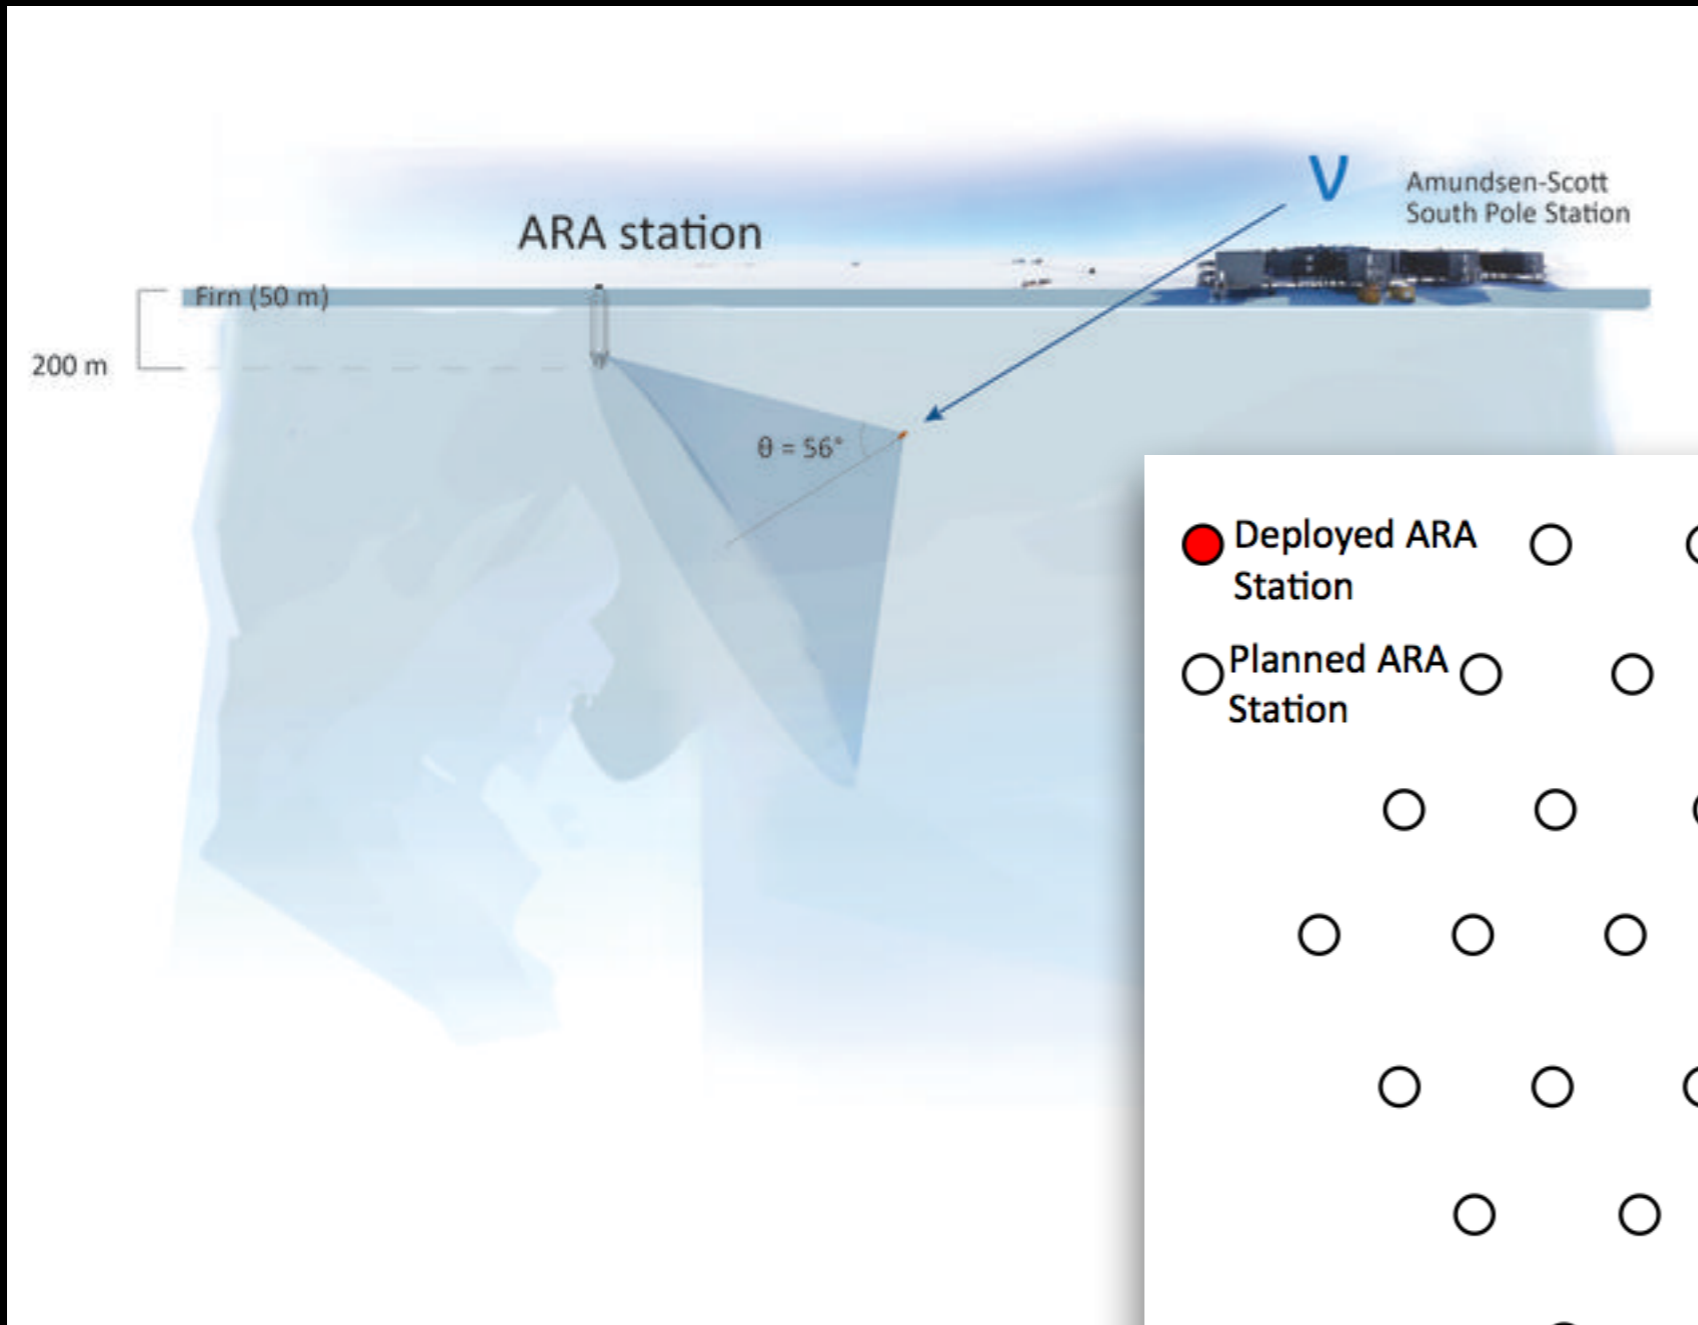 ν
Amundsen-Scott
South Pole Station
ARA station
Firn (50 m)
200 m
θ = 56°
Deployed ARA
Station
Planned ARA
Station